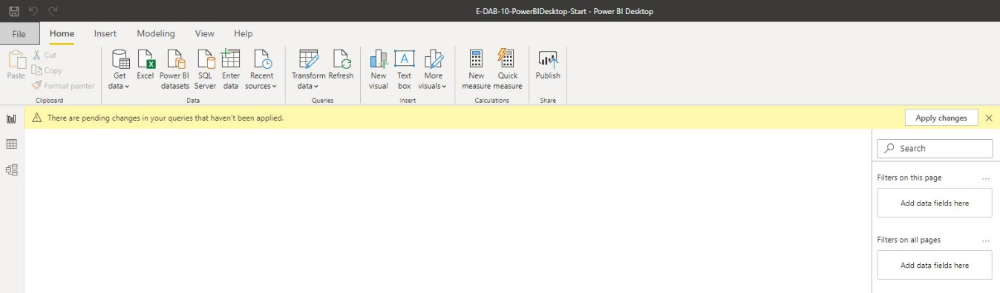 E-DAB-10-PowerBIDesktop-Start - Power BI Desktop
File Home Insert Modeling View Help
Paste
Cut
Copy
Format painter
Clipboard
Get data
Excel
Power BI datasets
SQL Server
Enter data
Recent sources
Data
Transform data
Refresh
Queries
New visual
A
Text box
More visuals
Insert
New measure
Quick measure
Calculations
Publish
Share
There are pending changes in your queries that haven't been applied.
Apply changes
Search
Filters on this page ...
Add data fields here
Filters on all pages ...
Add data fields here